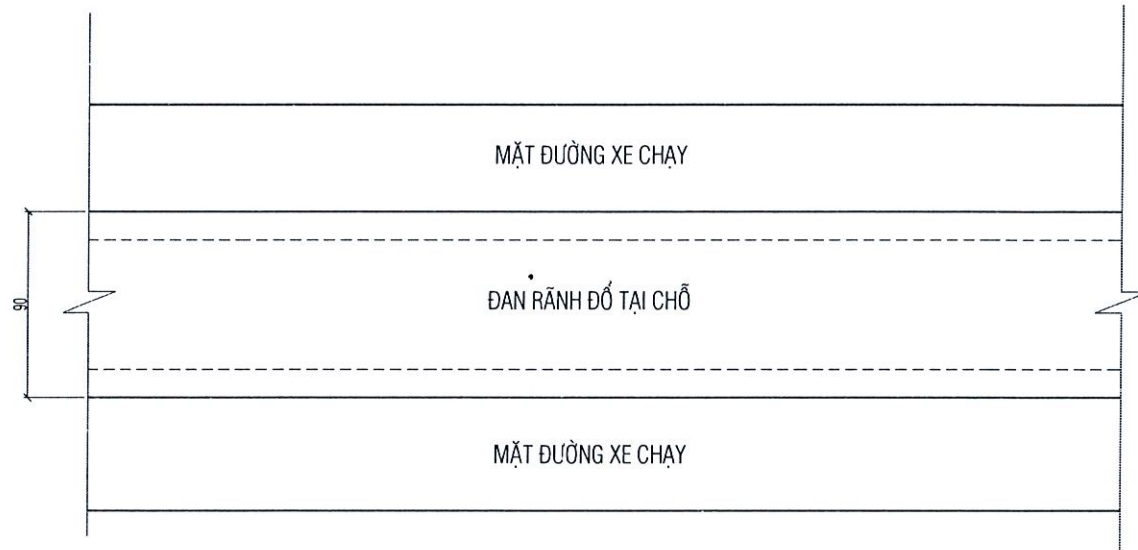 MẶT ĐƯỜNG XE CHẠY
90
ĐAN RÃNH ĐỔ TẠI CHỖ
MẶT ĐƯỜNG XE CHẠY